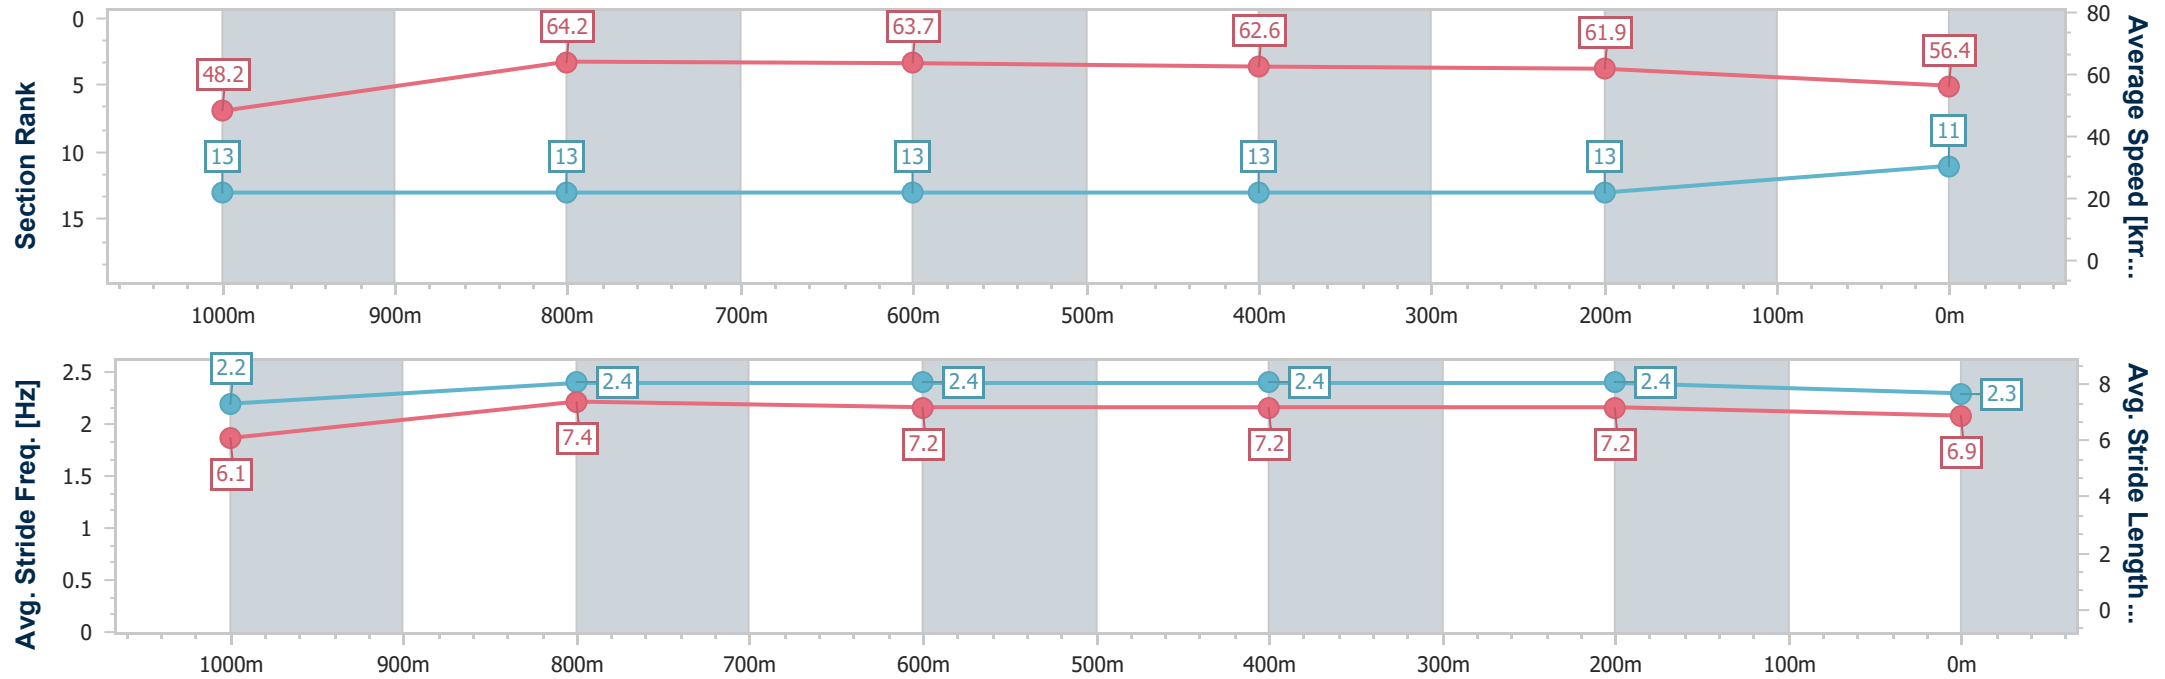 Section Rank
0
5
10
15
48.2
64.2
63.7
62.6
61.9
56.4
13
13
13
13
13
11
80
60
40
20
0
Average Speed [km...
1000m
900m
800m
700m
600m
500m
400m
300m
200m
100m
0m
Avg. Stride Freq. [Hz]
2.5
2
1.5
1
0.5
0
2.2
2.4
2.4
2.4
2.4
2.3
6.1
7.4
7.2
7.2
7.2
6.9
8
6
4
2
0
Avg. Stride Length...
1000m
900m
800m
700m
600m
500m
400m
300m
200m
100m
0m